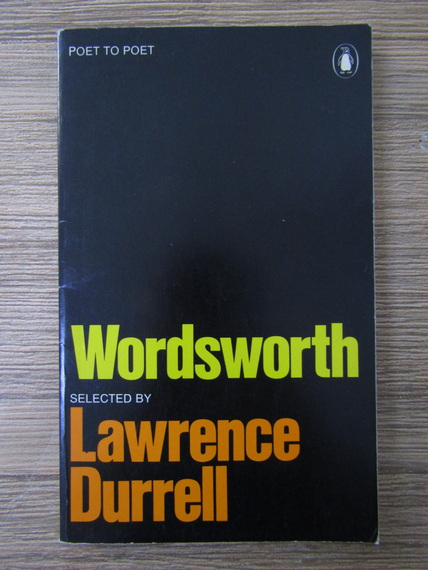 POET TO POET
Wordsworth
SELECTED BY
Lawrence
Durrell